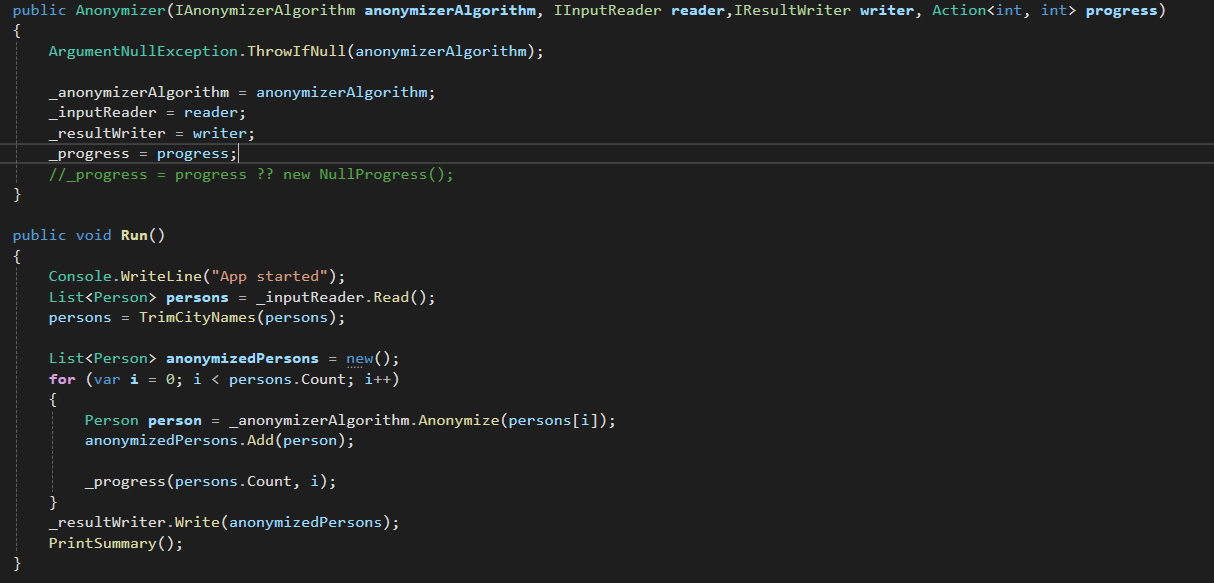 public Anonymizer(IAnonymizerAlgorithm anonymizerAlgorithm, IInputReader reader,IResultWriter writer, Action<int, int> progress)
{
    ArgumentNullException.ThrowIfNull(anonymizerAlgorithm);

    _anonymizerAlgorithm = anonymizerAlgorithm;
    _inputReader = reader;
    _resultWriter = writer;
    _progress = progress;
    //_progress = progress ?? new NullProgress();
}

public void Run()
{
    Console.WriteLine("App started");
    List<Person> persons = _inputReader.Read();
    persons = TrimCityNames(persons);

    List<Person> anonymizedPersons = new();
    for (var i = 0; i < persons.Count; i++)
    {
        Person person = _anonymizerAlgorithm.Anonymize(persons[i]);
        anonymizedPersons.Add(person);

        _progress(persons.Count, i);
    }
    _resultWriter.Write(anonymizedPersons);
    PrintSummary();
}